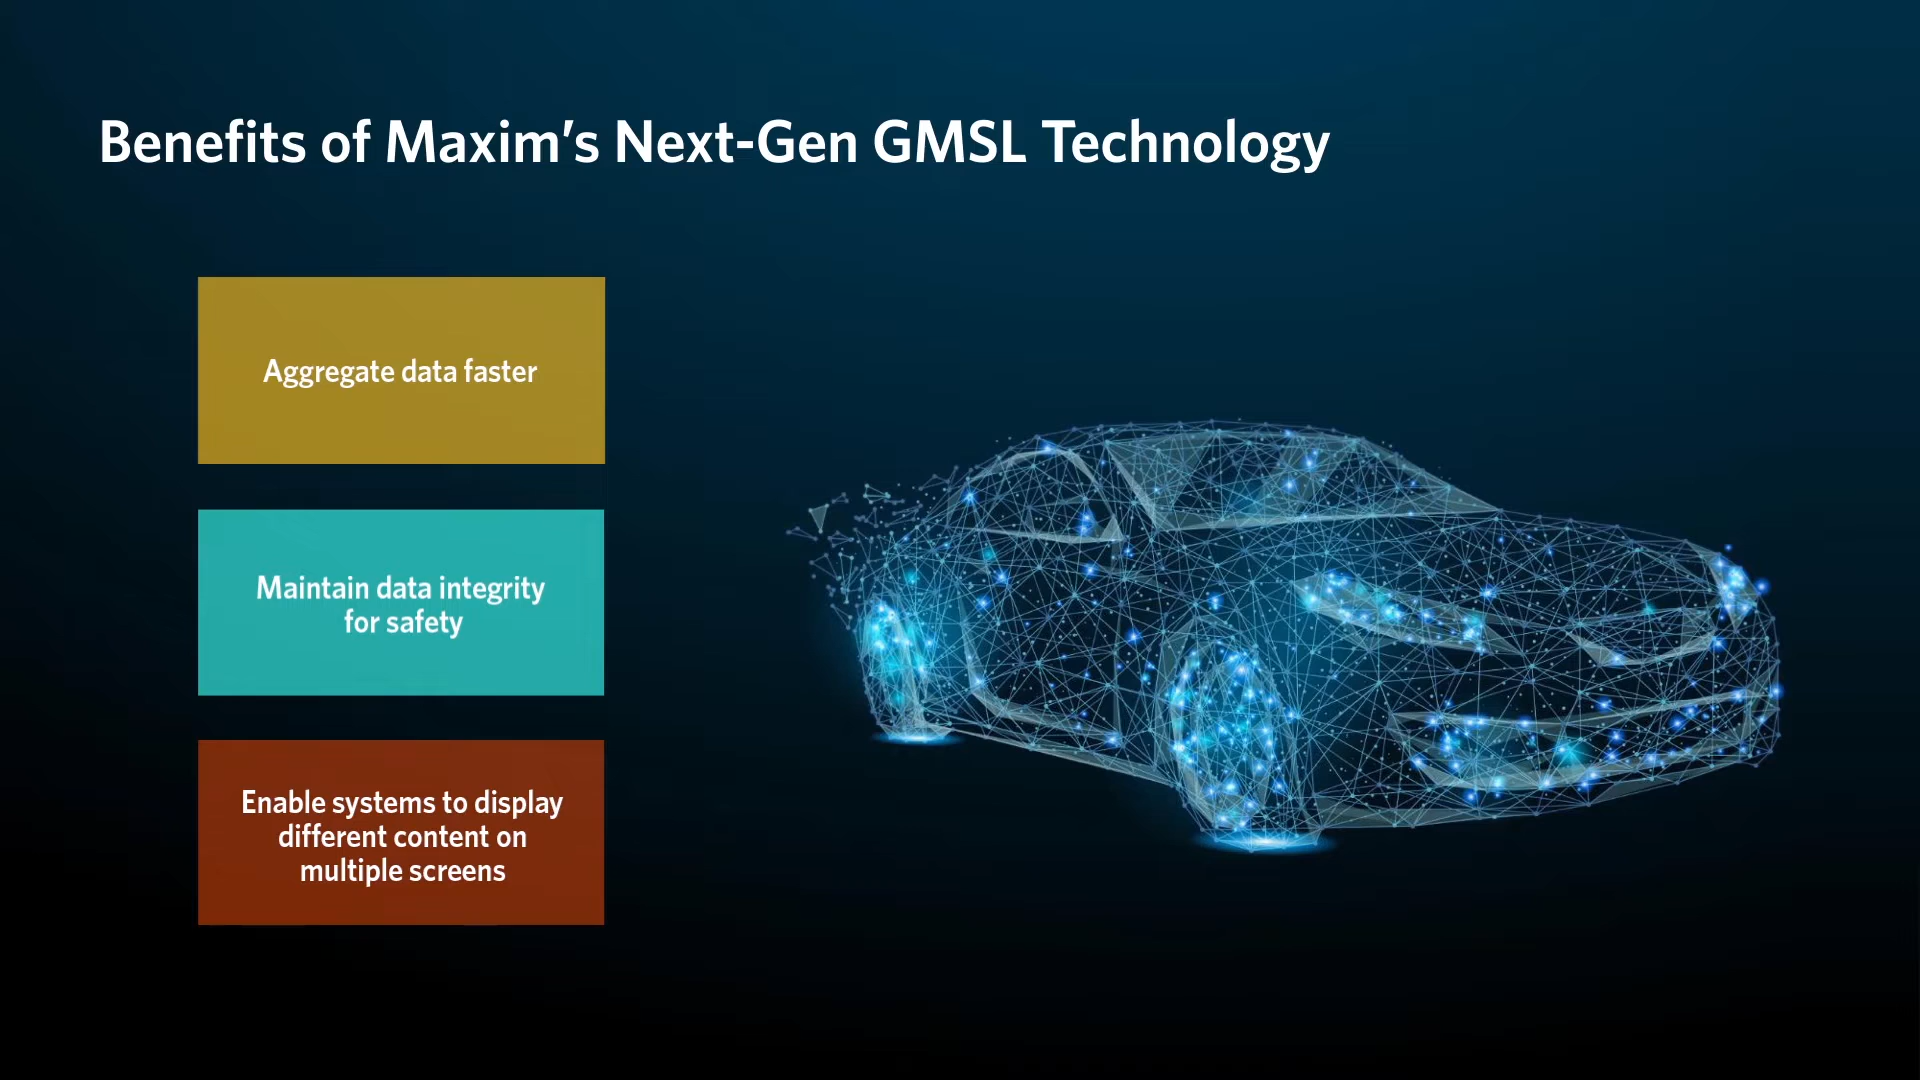 Benefits of Maxim’s Next-Gen GMSL Technology
Aggregate data faster
Maintain data integrity
for safety
Enable systems to display
different content on
multiple screens